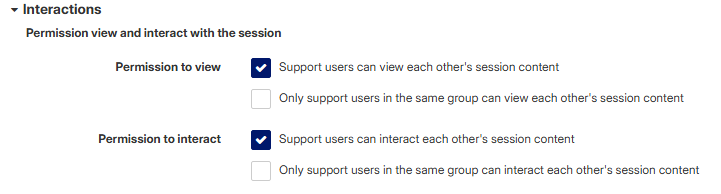 Interactions
Permission view and interact with the session
Permission to view
Support users can view each other's session content
Only support users in the same group can view each other's session content
Permission to interact
Support users can interact each other's session content
Only support users in the same group can interact each other's session content